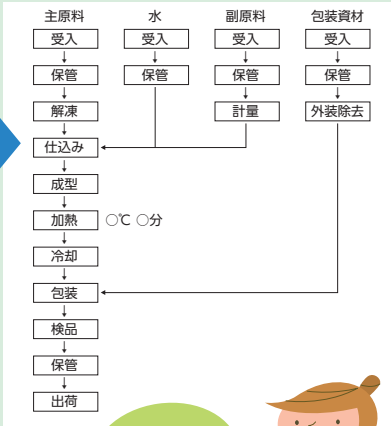 主原料 水 副原料 包装資材
受入 受入 受入 受入
保管 保管 保管 保管
解凍 計量 外装除去
仕込み
成型
加熱 ○℃ ○分
冷却
包装
検品
保管
出荷